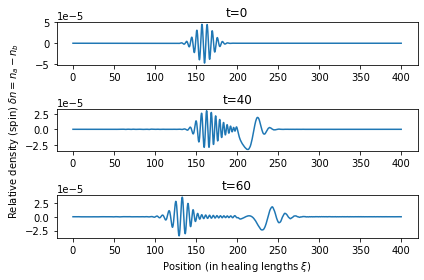 t=0
1e−5
5
0
−5
0 50 100 150 200 250 300 350 400
t=40
1e−5
2.5
0.0
−2.5
0 50 100 150 200 250 300 350 400
t=60
1e−5
2.5
0.0
−2.5
0 50 100 150 200 250 300 350 400
Relative density (spin) δn = nₐ − n_b
Position (in healing lengths ξ)